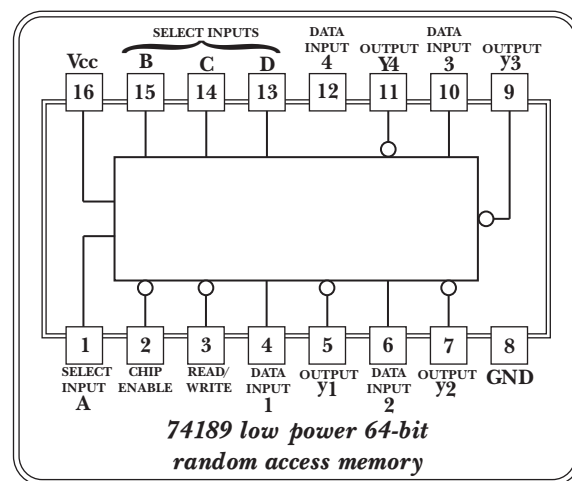 SELECT INPUTS
DATA INPUT 4
OUTPUT Y4
DATA INPUT 3
OUTPUT y3
Vcc B C D
16 15 14 13 12 11 10 9
1 2 3 4 5 6 7 8
SELECT INPUT A
CHIP ENABLE
READ/ WRITE
DATA INPUT 1
OUTPUT y1
DATA INPUT 2
OUTPUT y2
GND
74189 low power 64-bit
random access memory